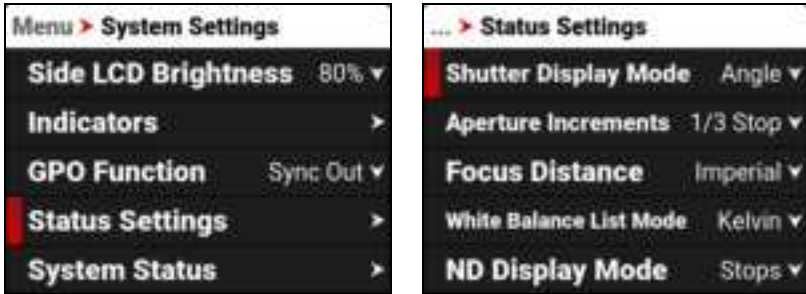 Menu > System Settings
Side LCD Brightness 80%
Indicators
GPO Function Sync Out
Status Settings
System Status
... > Status Settings
Shutter Display Mode Angle
Aperture Increments 1/3 Stop
Focus Distance Imperial
White Balance List Mode Kelvin
ND Display Mode Stops